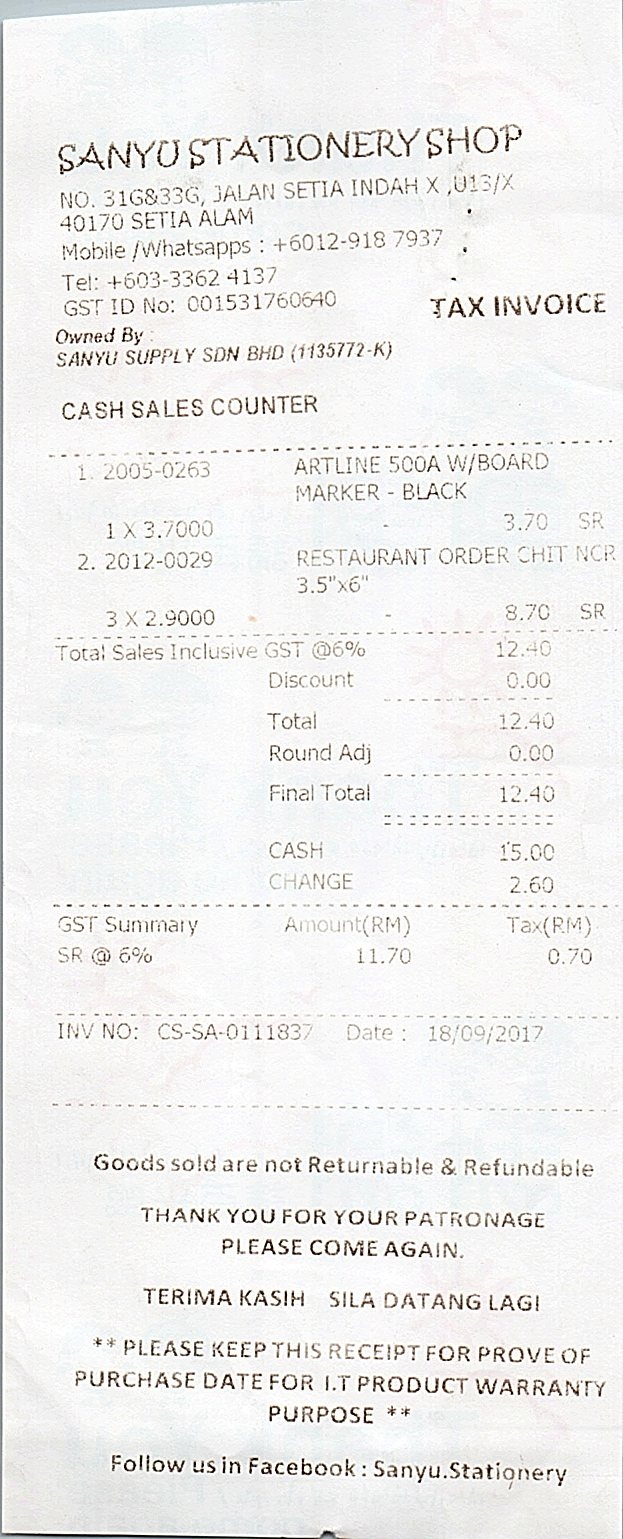 SANYU STATIONERY SHOP
NO. 31G&33G, JALAN SETIA INDAH X ,U13/X
40170 SETIA ALAM
Mobile /Whatsapps : +6012-918 7937
Tel: +603-3362 4137
GST ID No: 001531760640
TAX INVOICE
Owned By :
SANYU SUPPLY SDN BHD (1135772-K)
CASH SALES COUNTER
1. 2005-0263 ARTLINE 500A W/BOARD
MARKER - BLACK
1 X 3.7000 - 3.70 SR
2. 2012-0029 RESTAURANT ORDER CHIT NCR
3.5"x6"
3 X 2.9000 - 8.70 SR
Total Sales Inclusive GST @6% 12.40
Discount 0.00
Total 12.40
Round Adj 0.00
Final Total 12.40
CASH 15.00
CHANGE 2.60
GST Summary Amount(RM) Tax(RM)
SR @ 6% 11.70 0.70
INV NO: CS-SA-0111837 Date : 18/09/2017
Goods sold are not Returnable & Refundable
THANK YOU FOR YOUR PATRONAGE
PLEASE COME AGAIN.
TERIMA KASIH SILA DATANG LAGI
** PLEASE KEEP THIS RECEIPT FOR PROVE OF
PURCHASE DATE FOR I.T PRODUCT WARRANTY
PURPOSE **
Follow us in Facebook : Sanyu.Stationery